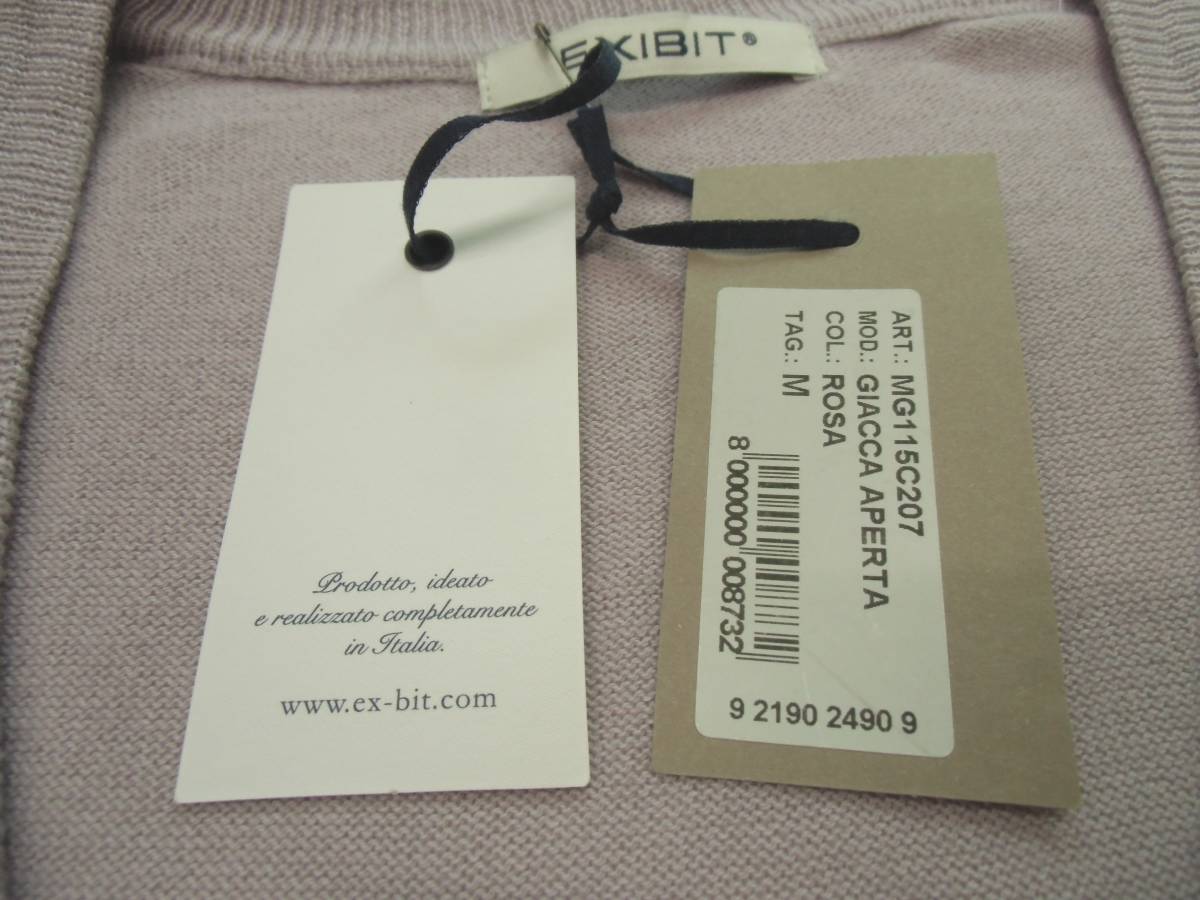 EXIBIT®
Prodotto, ideato
e realizzato completamente
in Italia.
www.ex-bit.com
ART.: MG115C207
MOD.: GIACCA APERTA
COL.: ROSA
TAG.: M
8 000000 008732
9 2190 2490 9